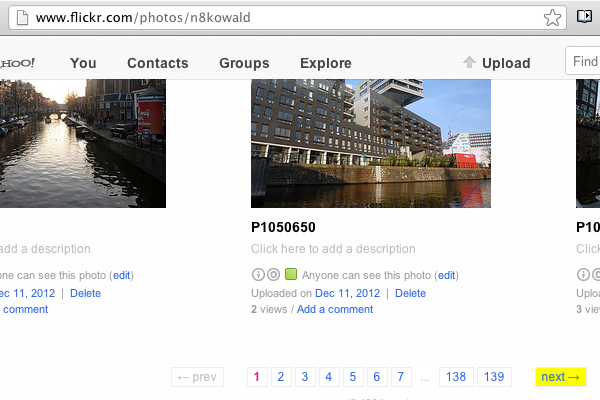 www.flickr.com/photos/n8kowald
HOO! You Contacts Groups Explore Upload Find
P1050650 P10
add a description Click here to add a description Click
one can see this photo (edit) Anyone can see this photo (edit)
ec 11, 2012 | Delete Uploaded on Dec 11, 2012 | Delete Uploa
comment 2 views / Add a comment 3 vie
← prev 1 2 3 4 5 6 7 ... 138 139 next →